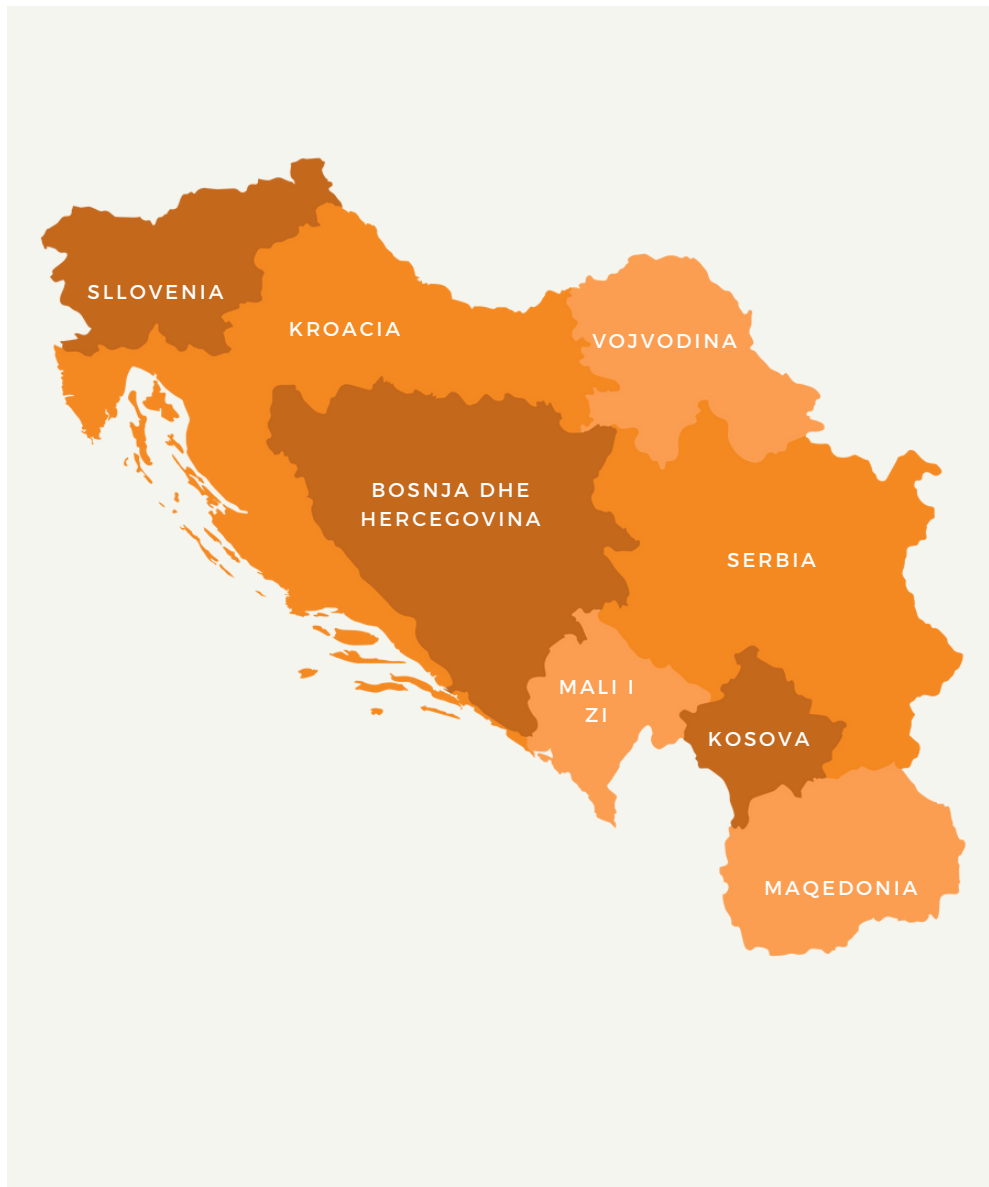 SLLOVENIA
KROACIA
VOJVODINA
BOSNJA DHE
HERCEGOVINA
SERBIA
MALI I
ZI
KOSOVA
MAQEDONIA